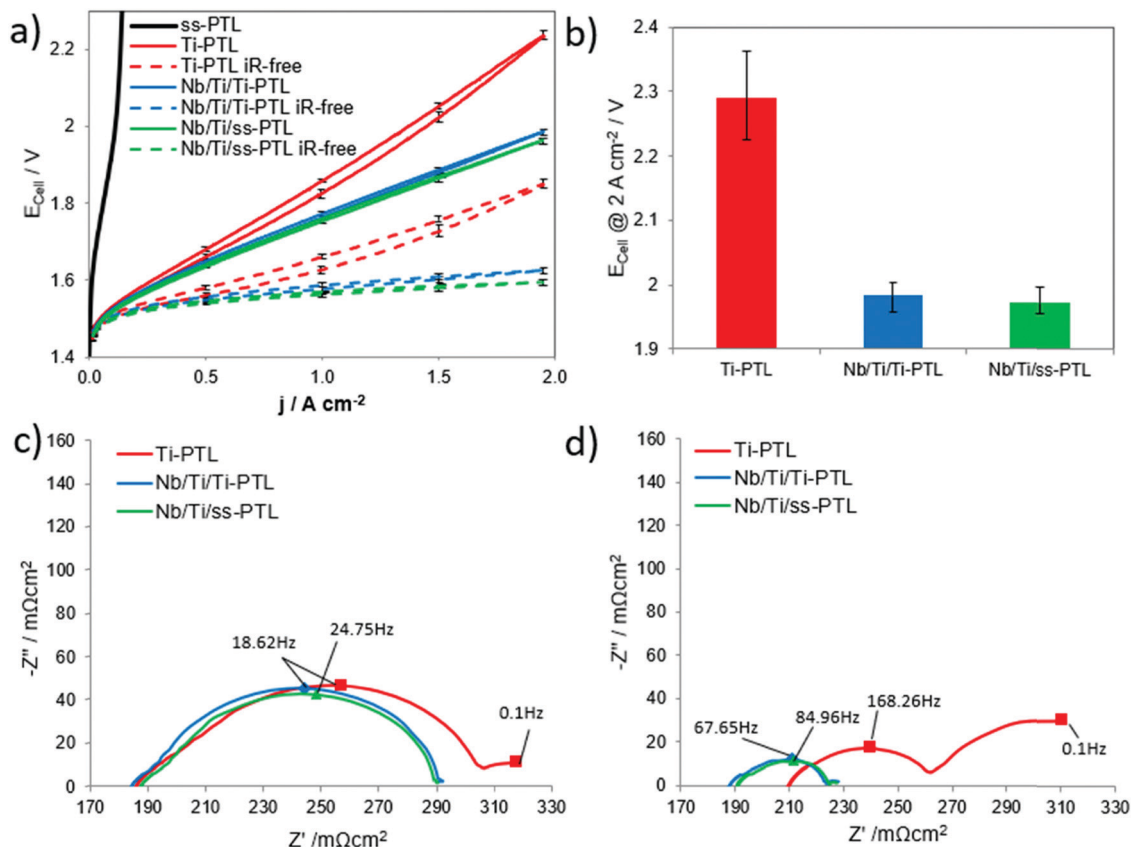 a)
ss-PTL
Ti-PTL
Ti-PTL iR-free
Nb/Ti/Ti-PTL
Nb/Ti/Ti-PTL iR-free
Nb/Ti/ss-PTL
Nb/Ti/ss-PTL iR-free
2.2
2
1.8
1.6
1.4
E_Cell / V
0.0 0.5 1.0 1.5 2.0
j / A cm⁻²
b)
2.4
2.3
2.2
2.1
2
1.9
E_Cell @ 2 A cm⁻² / V
Ti-PTL Nb/Ti/Ti-PTL Nb/Ti/ss-PTL
c)
160
140
120
100
80
60
40
20
0
-Z'' / mΩcm²
Ti-PTL
Nb/Ti/Ti-PTL
Nb/Ti/ss-PTL
18.62Hz
24.75Hz
0.1Hz
170 190 210 230 250 270 290 310 330
Z' /mΩcm²
d)
160
140
120
100
80
60
40
20
0
-Z'' / mΩcm²
Ti-PTL
Nb/Ti/Ti-PTL
Nb/Ti/ss-PTL
67.65Hz
84.96Hz
168.26Hz
0.1Hz
170 190 210 230 250 270 290 310 330
Z' /mΩcm²